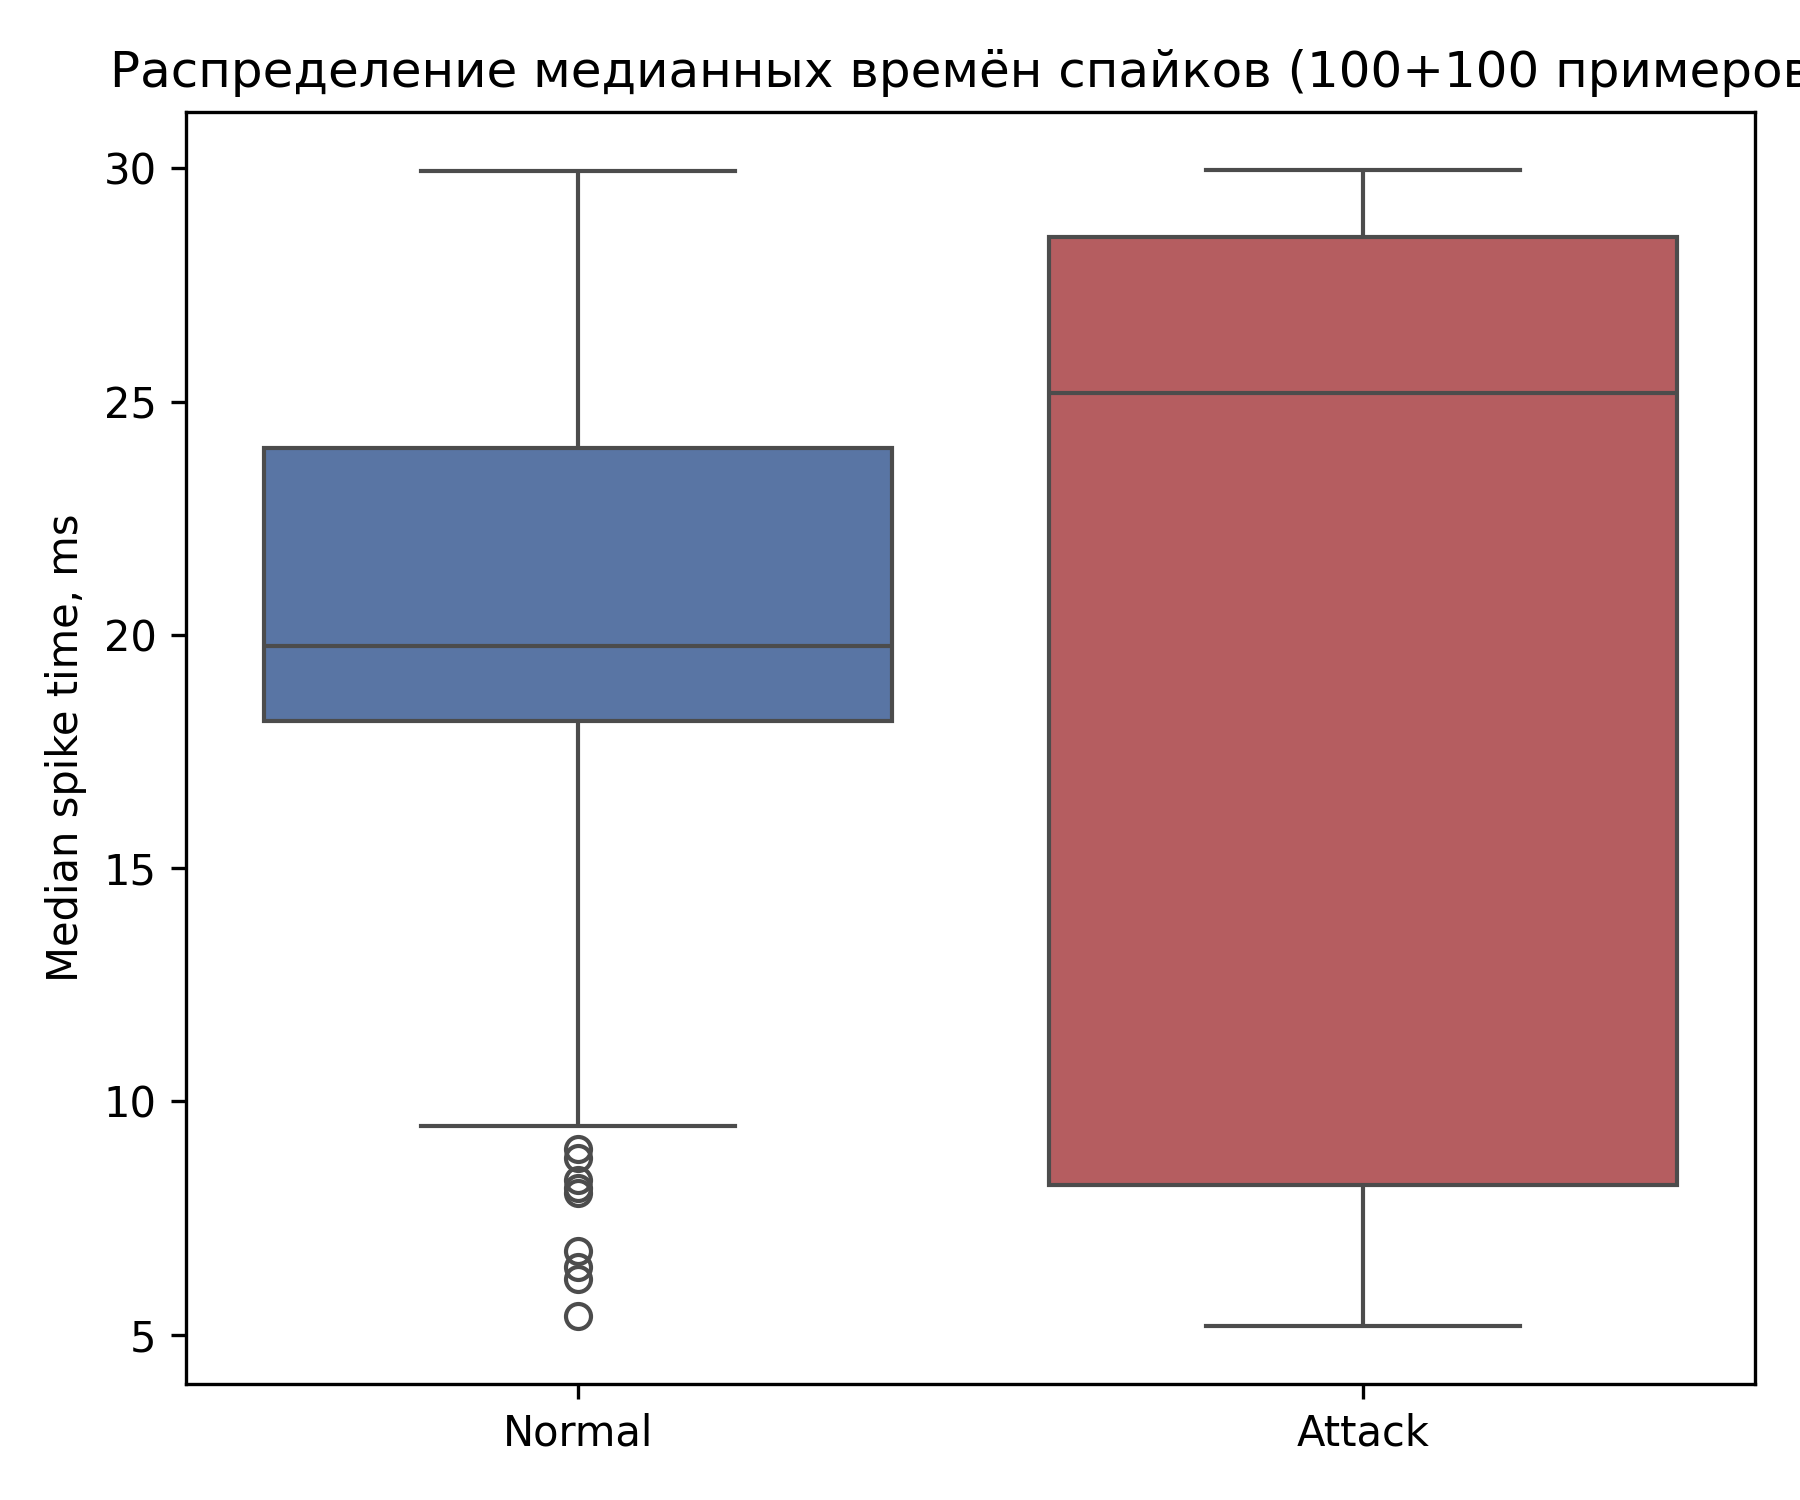 Распределение медианных времён спайков (100+100 примеров
Median spike time, ms
30
25
20
15
10
5
Normal
Attack